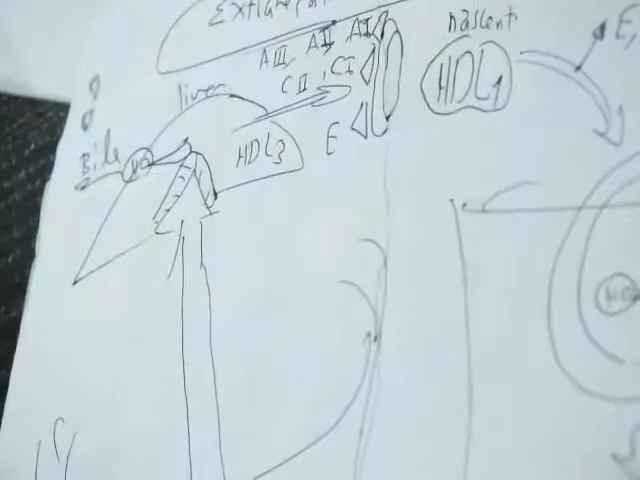 nascent
AIII, AII, AI
CII, CI
HDL1
liver
E
HDL3
Bile
E,